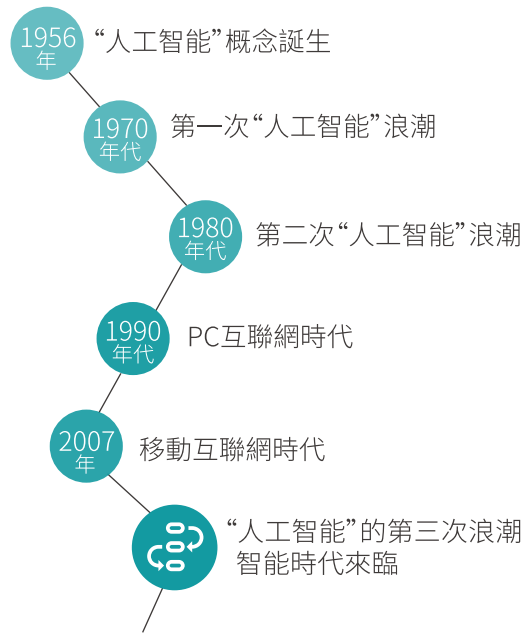 1956
年
“人工智能”概念誕生
1970
年代
第一次“人工智能”浪潮
1980
年代
第二次“人工智能”浪潮
1990
年代
PC互聯網時代
2007
年
移動互聯網時代
“人工智能”的第三次浪潮
智能時代來臨